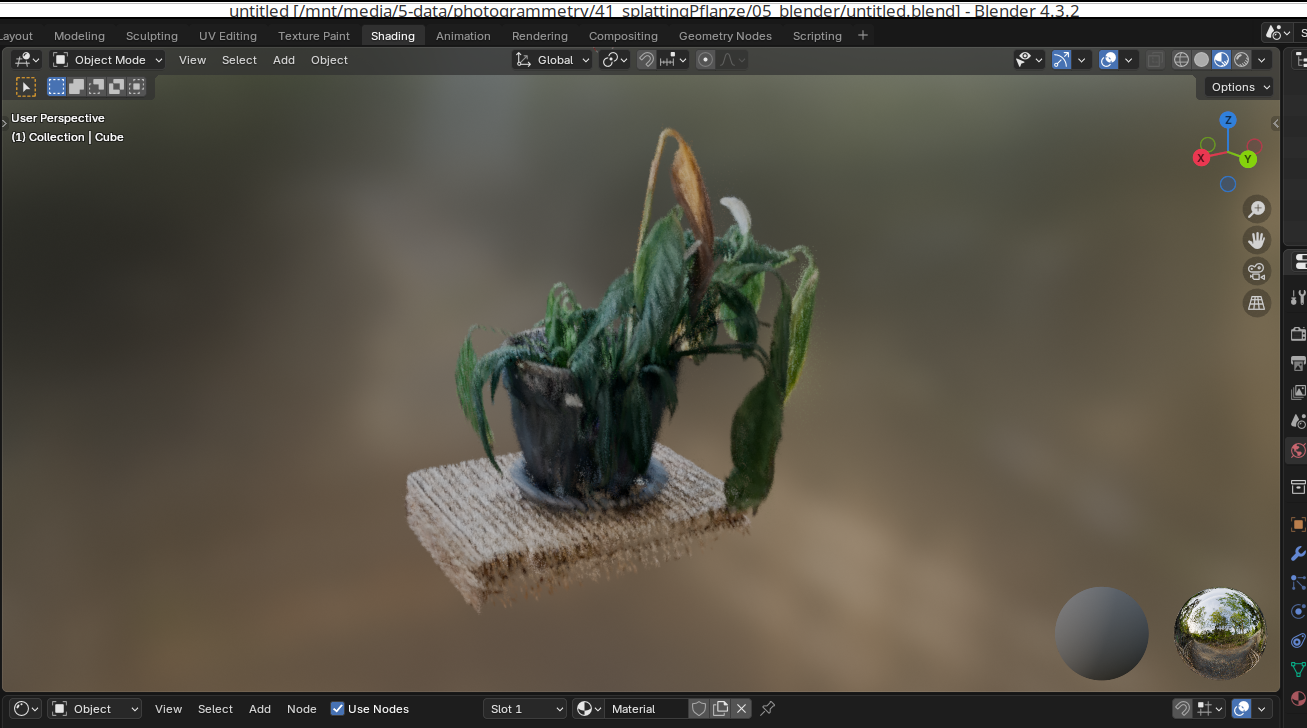 untitled [/mnt/media/5-data/photogrammetry/41_splattingPflanze/05_blender/untitled.blend] - Blender 4.3.2
Layout Modeling Sculpting UV Editing Texture Paint Shading Animation Rendering Compositing Geometry Nodes Scripting + S
Object Mode View Select Add Object Global
Options
User Perspective
(1) Collection | Cube
Z
X Y
Object View Select Add Node Use Nodes Slot 1 Material